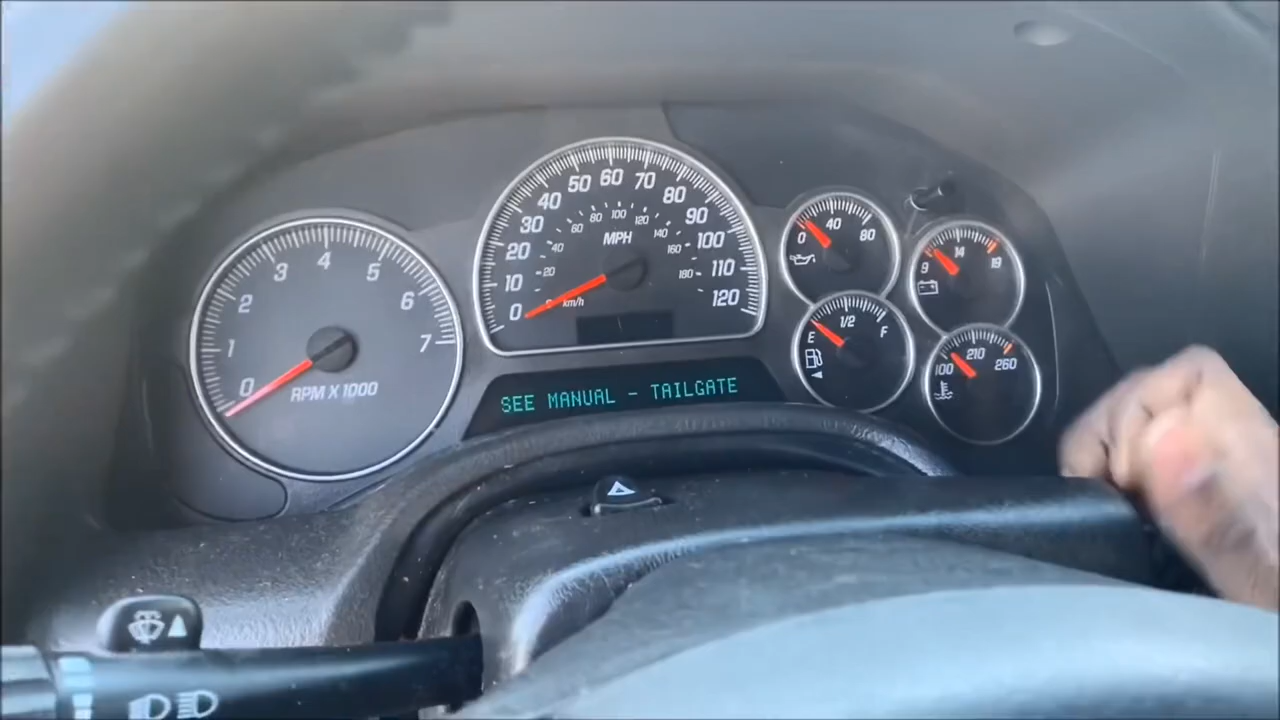 0 1 2 3 4 5 6 7
RPM X 1000
0 10 20 30 40 50 60 70 80 90 100 110 120
20 40 60 80 100 120 140 160 180
MPH
km/h
SEE MANUAL - TAILGATE
0 40 80
9 14 19
E 1/2 F
100 210 260